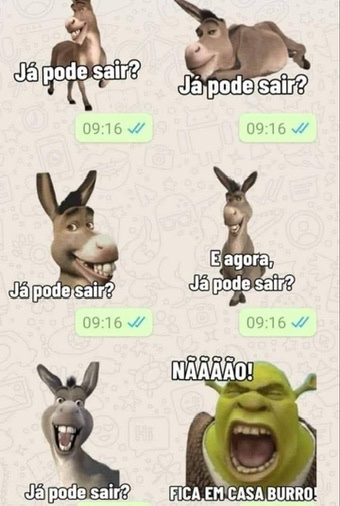 Já pode sair?
Já pode sair?
09:16
09:16
Já pode sair?
E agora,
Já pode sair?
09:16
09:16
Já pode sair?
NÃÃÃÃO!
FICA EM CASA BURRO!